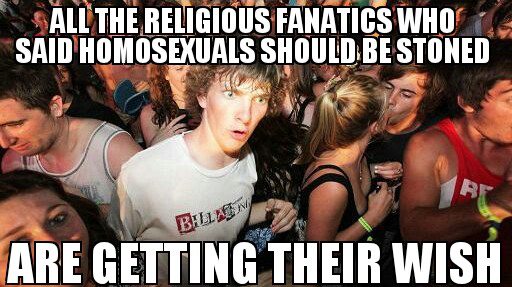 ALL THE RELIGIOUS FANATICS WHO
SAID HOMOSEXUALS SHOULD BE STONED
ARE GETTING THEIR WISH